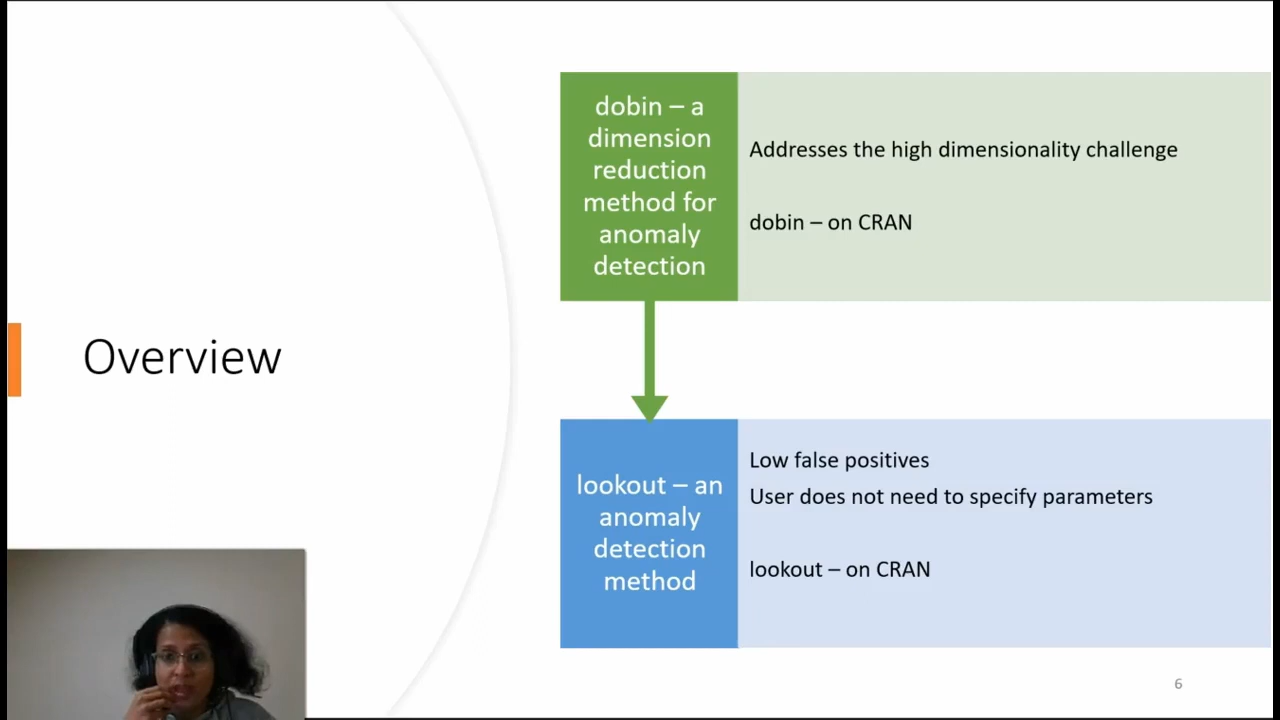 Overview
dobin – a
dimension
reduction
method for
anomaly
detection
Addresses the high dimensionality challenge
dobin – on CRAN
lookout – an
anomaly
detection
method
Low false positives
User does not need to specify parameters
lookout – on CRAN
6